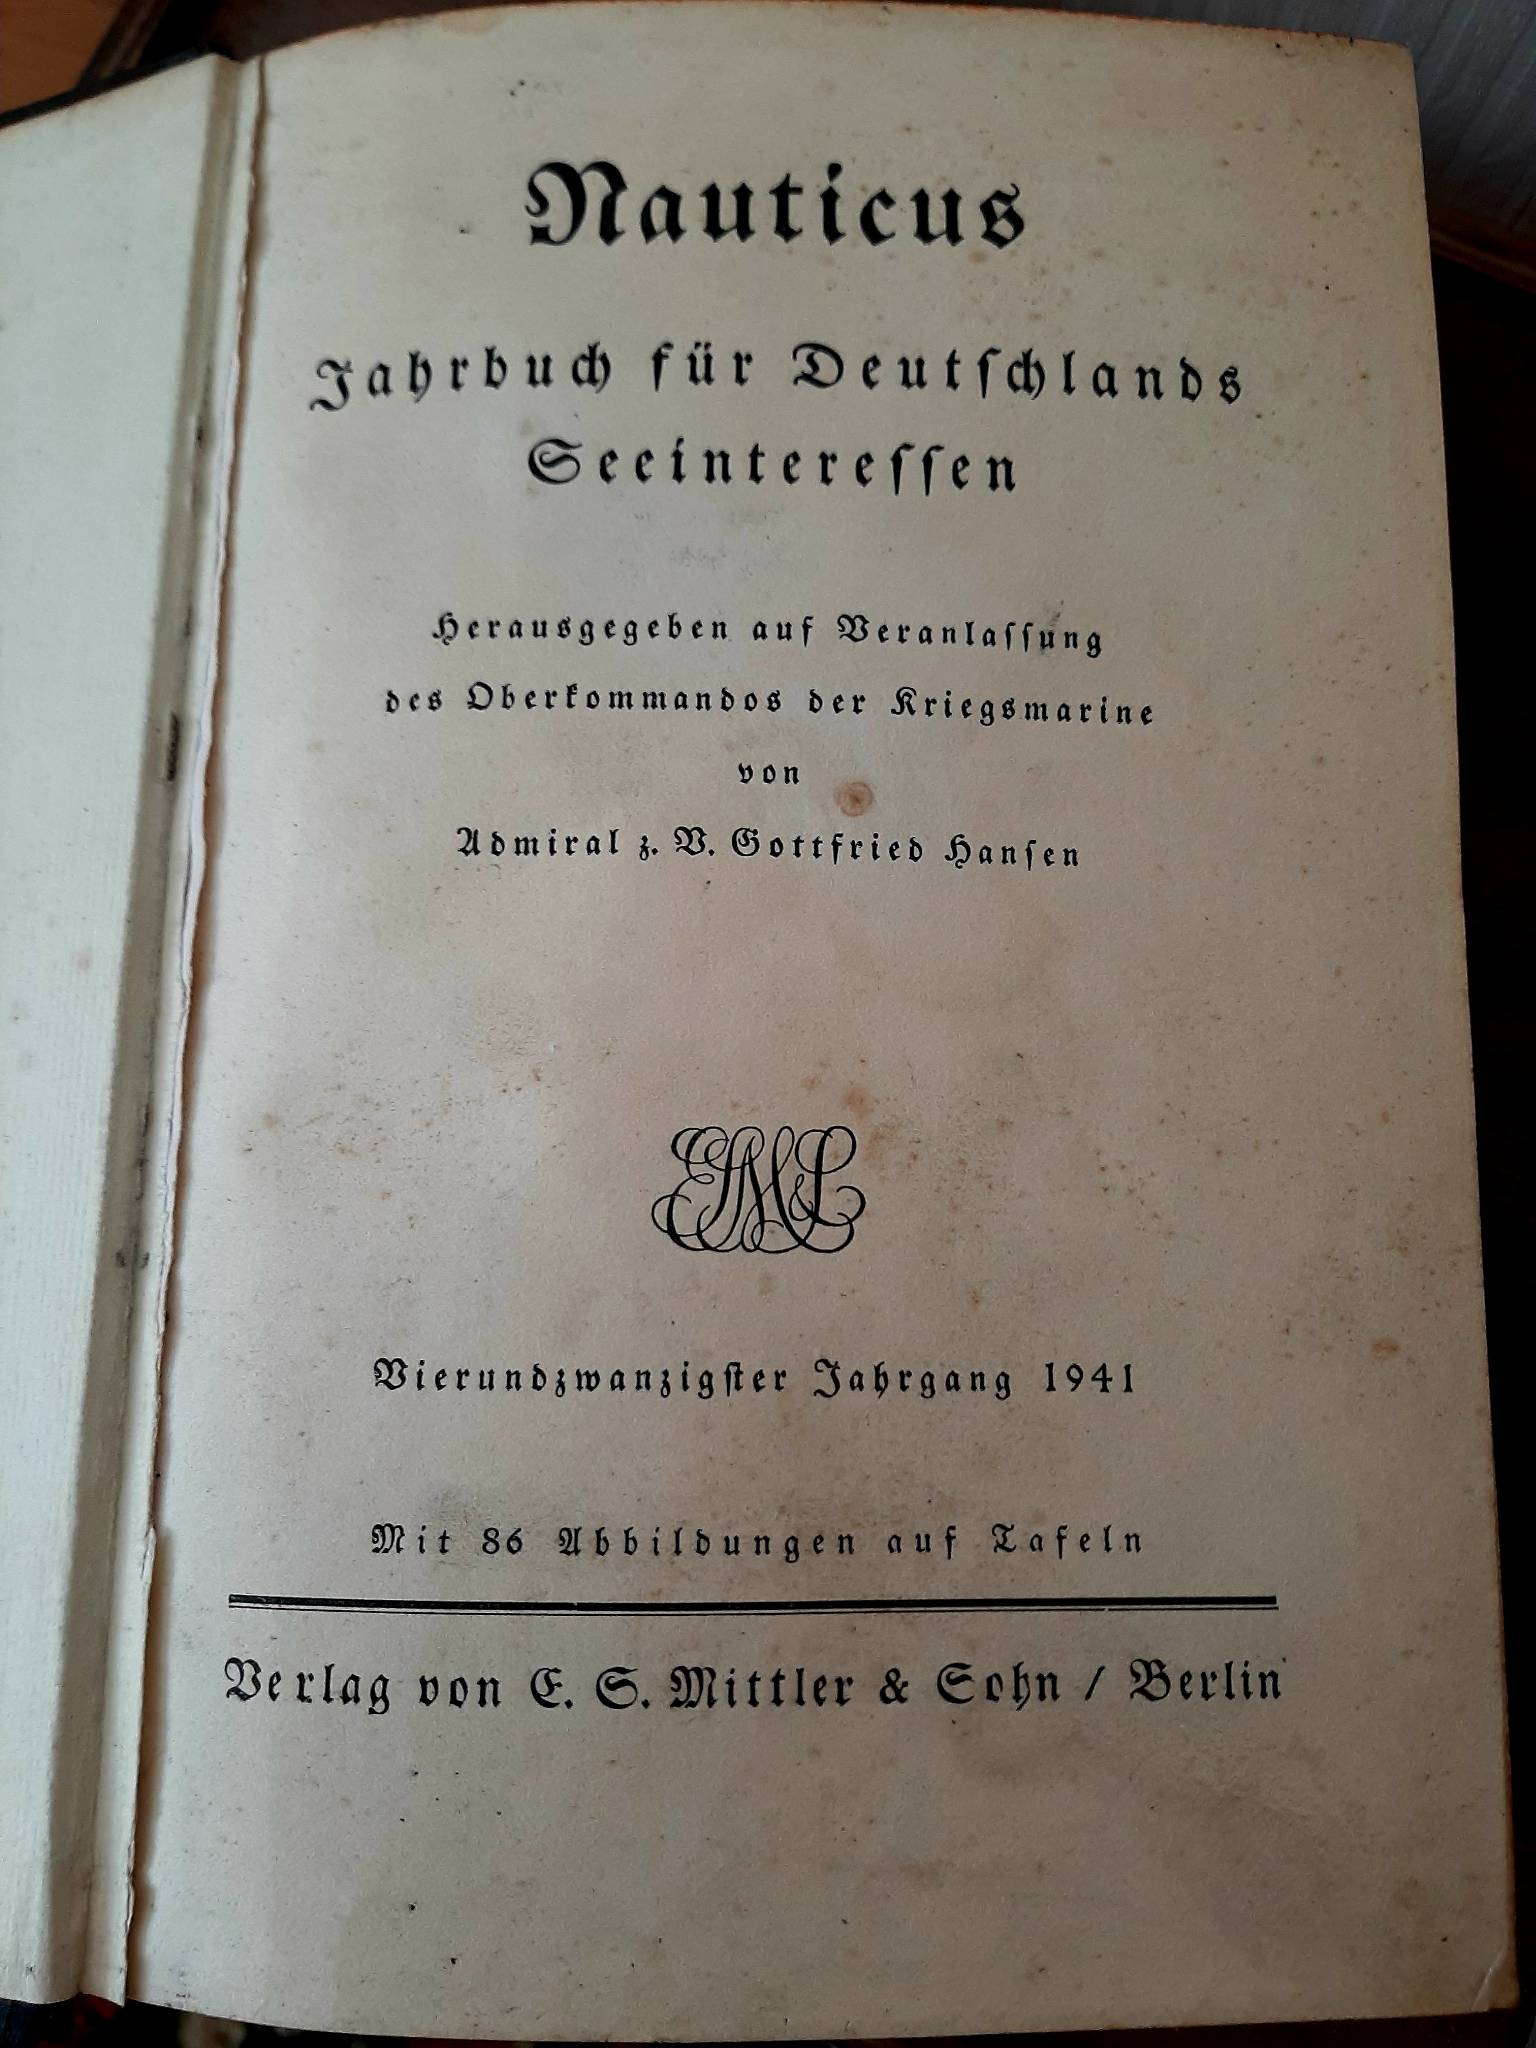 Nauticus
Jahrbuch für Deutſchlands
Seeintereſſen
Herausgegeben auf Veranlaſſung
des Oberkommandos der Kriegsmarine
von
Admiral z. V. Gottfried Hanſen
ESM&S
Vierundzwanzigſter Jahrgang 1941
Mit 86 Abbildungen auf Tafeln
Verlag von E. S. Mittler & Sohn / Berlin